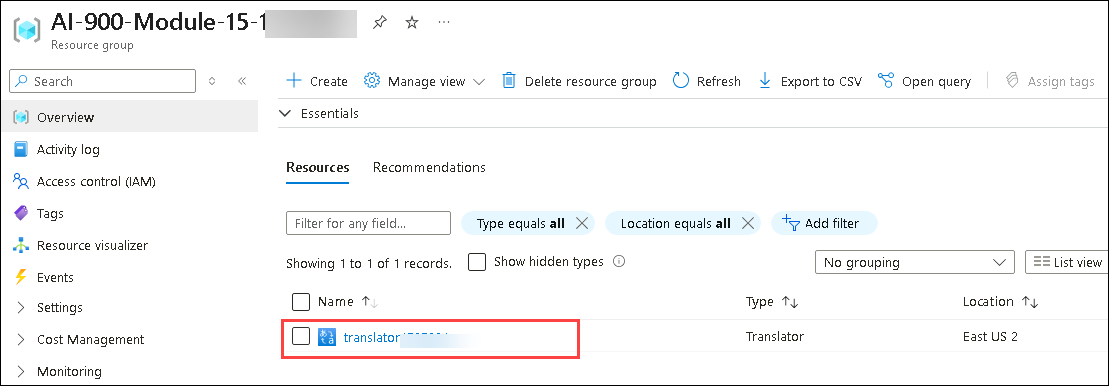 AI-900-Module-15-1
Resource group
Search
Overview
Activity log
Access control (IAM)
Tags
Resource visualizer
Events
Settings
Cost Management
Monitoring
Create Manage view Delete resource group Refresh Export to CSV Open query Assign tags
Essentials
Resources Recommendations
Filter for any field... Type equals all Location equals all Add filter
Showing 1 to 1 of 1 records. Show hidden types No grouping List view
Name Type Location
translator Translator East US 2